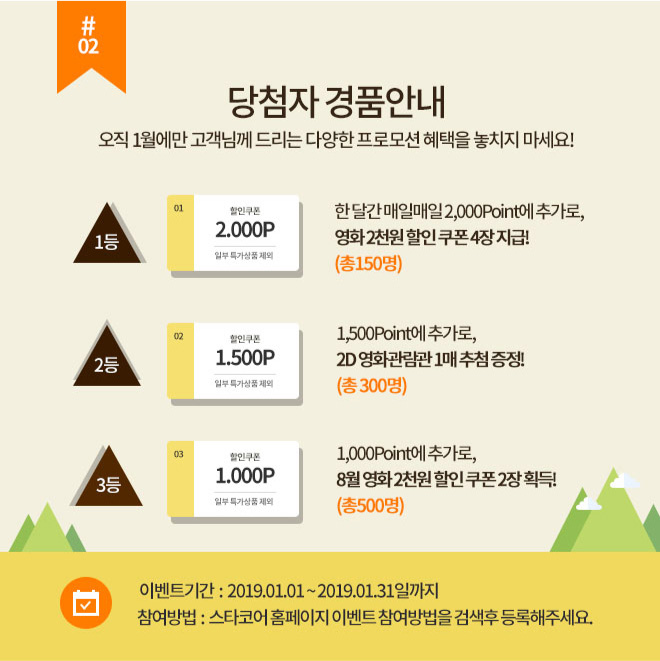 #
02
당첨자 경품안내
오직 1월에만 고객님께 드리는 다양한 프로모션 혜택을 놓치지 마세요!
1등
01
할인쿠폰
2.000P
일부 특가상품 제외
한 달간 매일매일 2,000Point에 추가로,
영화 2천원 할인 쿠폰 4장 지급!
(총150명)
2등
02
할인쿠폰
1.500P
일부 특가상품 제외
1,500Point에 추가로,
2D 영화관람관 1매 추첨 증정!
(총 300명)
3등
03
할인쿠폰
1.000P
일부 특가상품 제외
1,000Point에 추가로,
8월 영화 2천원 할인 쿠폰 2장 획득!
(총500명)
이벤트기간 : 2019.01.01 ~ 2019.01.31일까지
참여방법 : 스타코어 홈페이지 이벤트 참여방법을 검색후 등록해주세요.